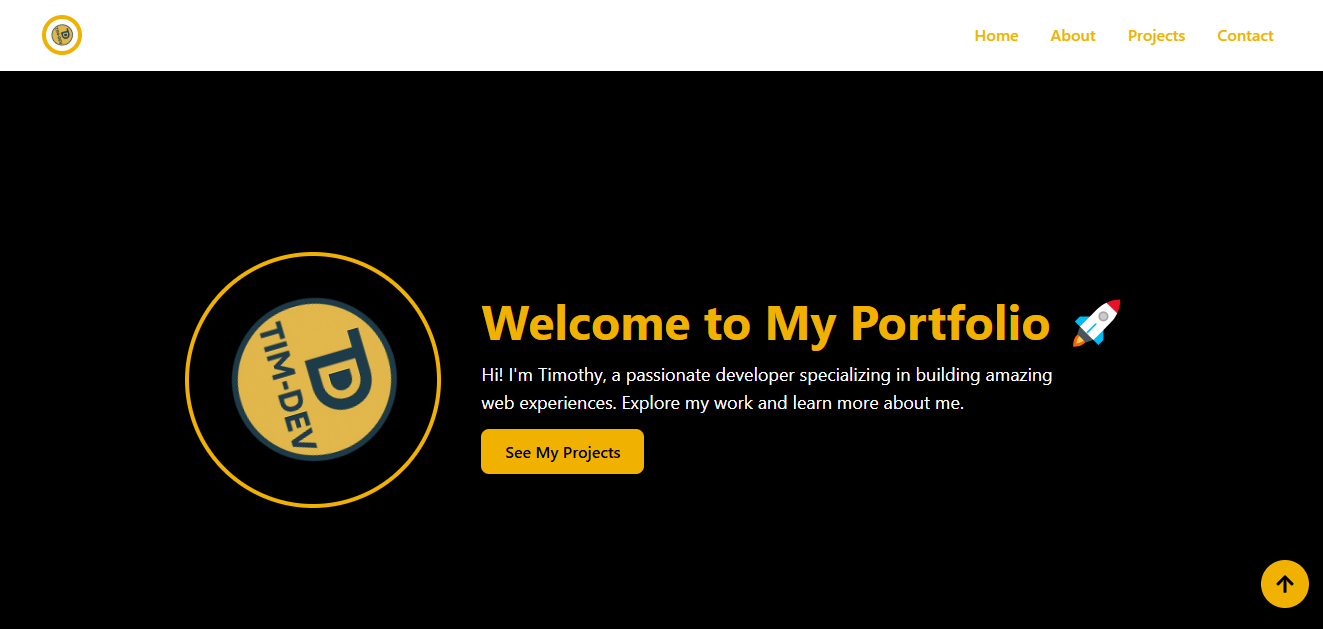 Home About Projects Contact
TD
TIM-DEV
Welcome to My Portfolio 🚀
Hi! I'm Timothy, a passionate developer specializing in building amazing
web experiences. Explore my work and learn more about me.
See My Projects